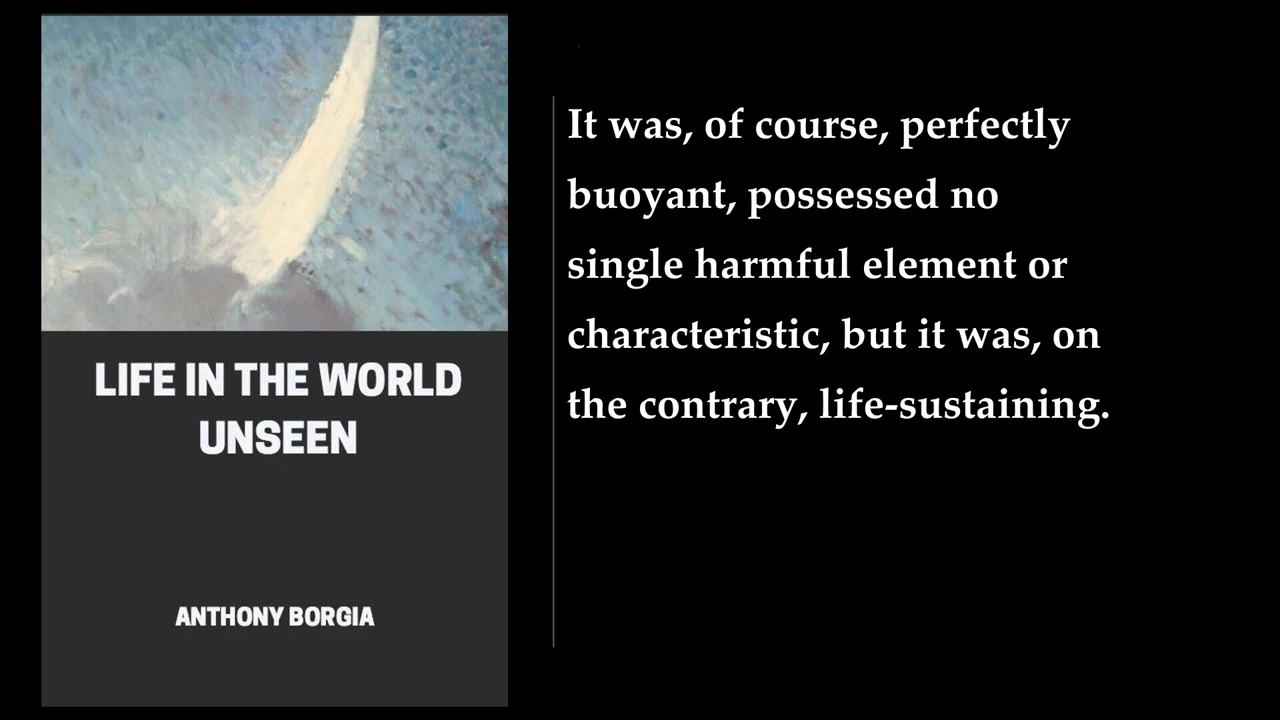 LIFE IN THE WORLD
UNSEEN
ANTHONY BORGIA
It was, of course, perfectly
buoyant, possessed no
single harmful element or
characteristic, but it was, on
the contrary, life-sustaining.